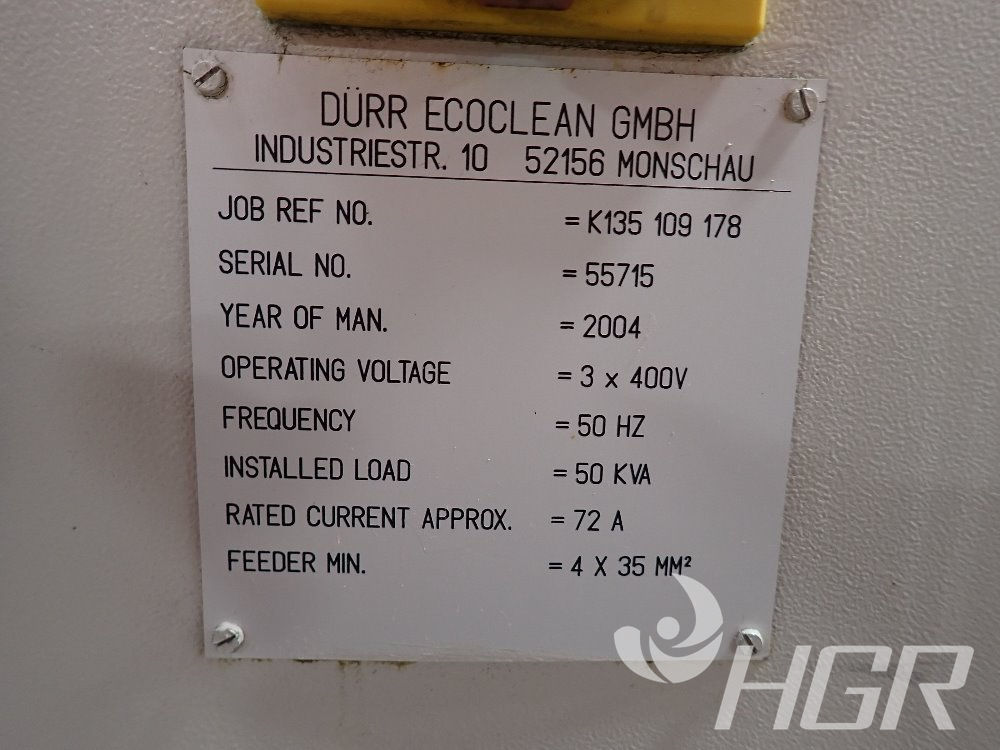 DÜRR ECOCLEAN GMBH
INDUSTRIESTR. 10 52156 MONSCHAU
JOB REF NO. = K135 109 178
SERIAL NO. = 55715
YEAR OF MAN. = 2004
OPERATING VOLTAGE = 3 x 400V
FREQUENCY = 50 HZ
INSTALLED LOAD = 50 KVA
RATED CURRENT APPROX. = 72 A
FEEDER MIN. = 4 X 35 MM²
HGR